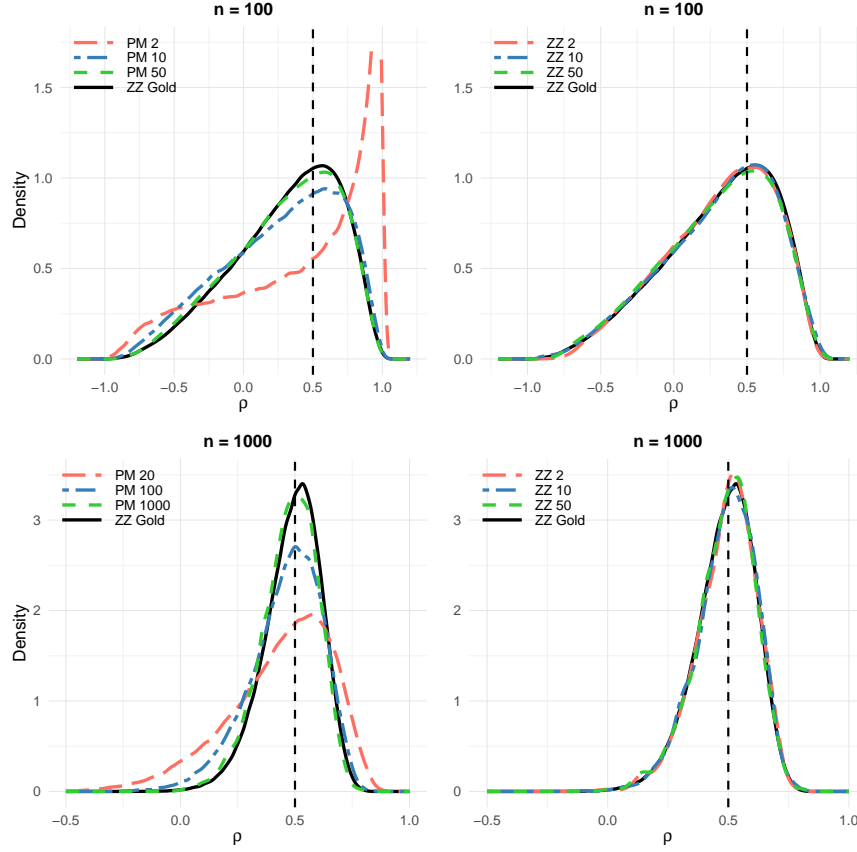 n = 100
PM 2
PM 10
PM 50
ZZ Gold
Density
0.0
0.5
1.0
1.5
−1.0
−0.5
0.0
0.5
1.0
ρ
n = 100
ZZ 2
ZZ 10
ZZ 50
ZZ Gold
0.0
0.5
1.0
1.5
−1.0
−0.5
0.0
0.5
1.0
ρ
n = 1000
PM 20
PM 100
PM 1000
ZZ Gold
Density
0
1
2
3
−0.5
0.0
0.5
1.0
ρ
n = 1000
ZZ 2
ZZ 10
ZZ 50
ZZ Gold
0
1
2
3
−0.5
0.0
0.5
1.0
ρ